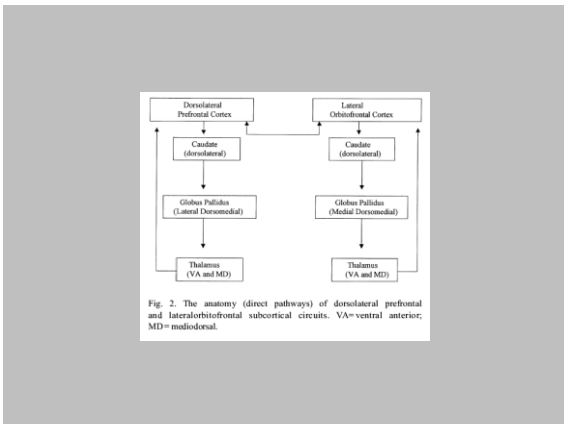 Dorsolateral
Prefrontal Cortex
Lateral
Orbitofrontal Cortex
Caudate
(dorsolateral)
Caudate
(dorsolateral)
Globus Pallidus
(Lateral Dorsomedial)
Globus Pallidus
(Medial Dorsomedial)
Thalamus
(VA and MD)
Thalamus
(VA and MD)
Fig. 2. The anatomy (direct pathways) of dorsolateral prefrontal
and lateralorbitofrontal subcortical circuits. VA=ventral anterior;
MD=mediodorsal.